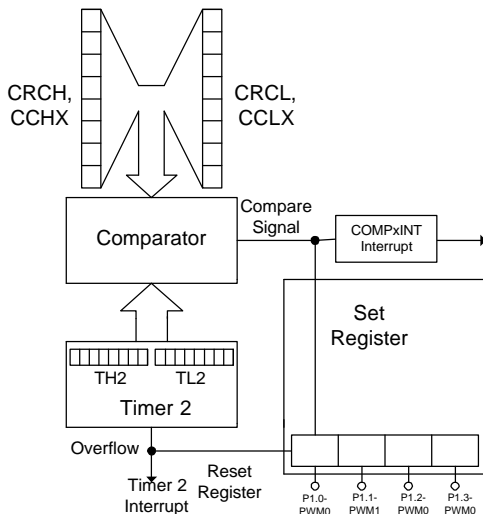 CRCH,
CCHX
CRCL,
CCLX
Compare
Signal
Comparator
COMPxINT
Interrupt
Set
Register
TH2
TL2
Timer 2
Overflow
Reset
Register
Timer 2
Interrupt
P1.0-
PWM0
P1.1-
PWM1
P1.2-
PWM0
P1.3-
PWM0